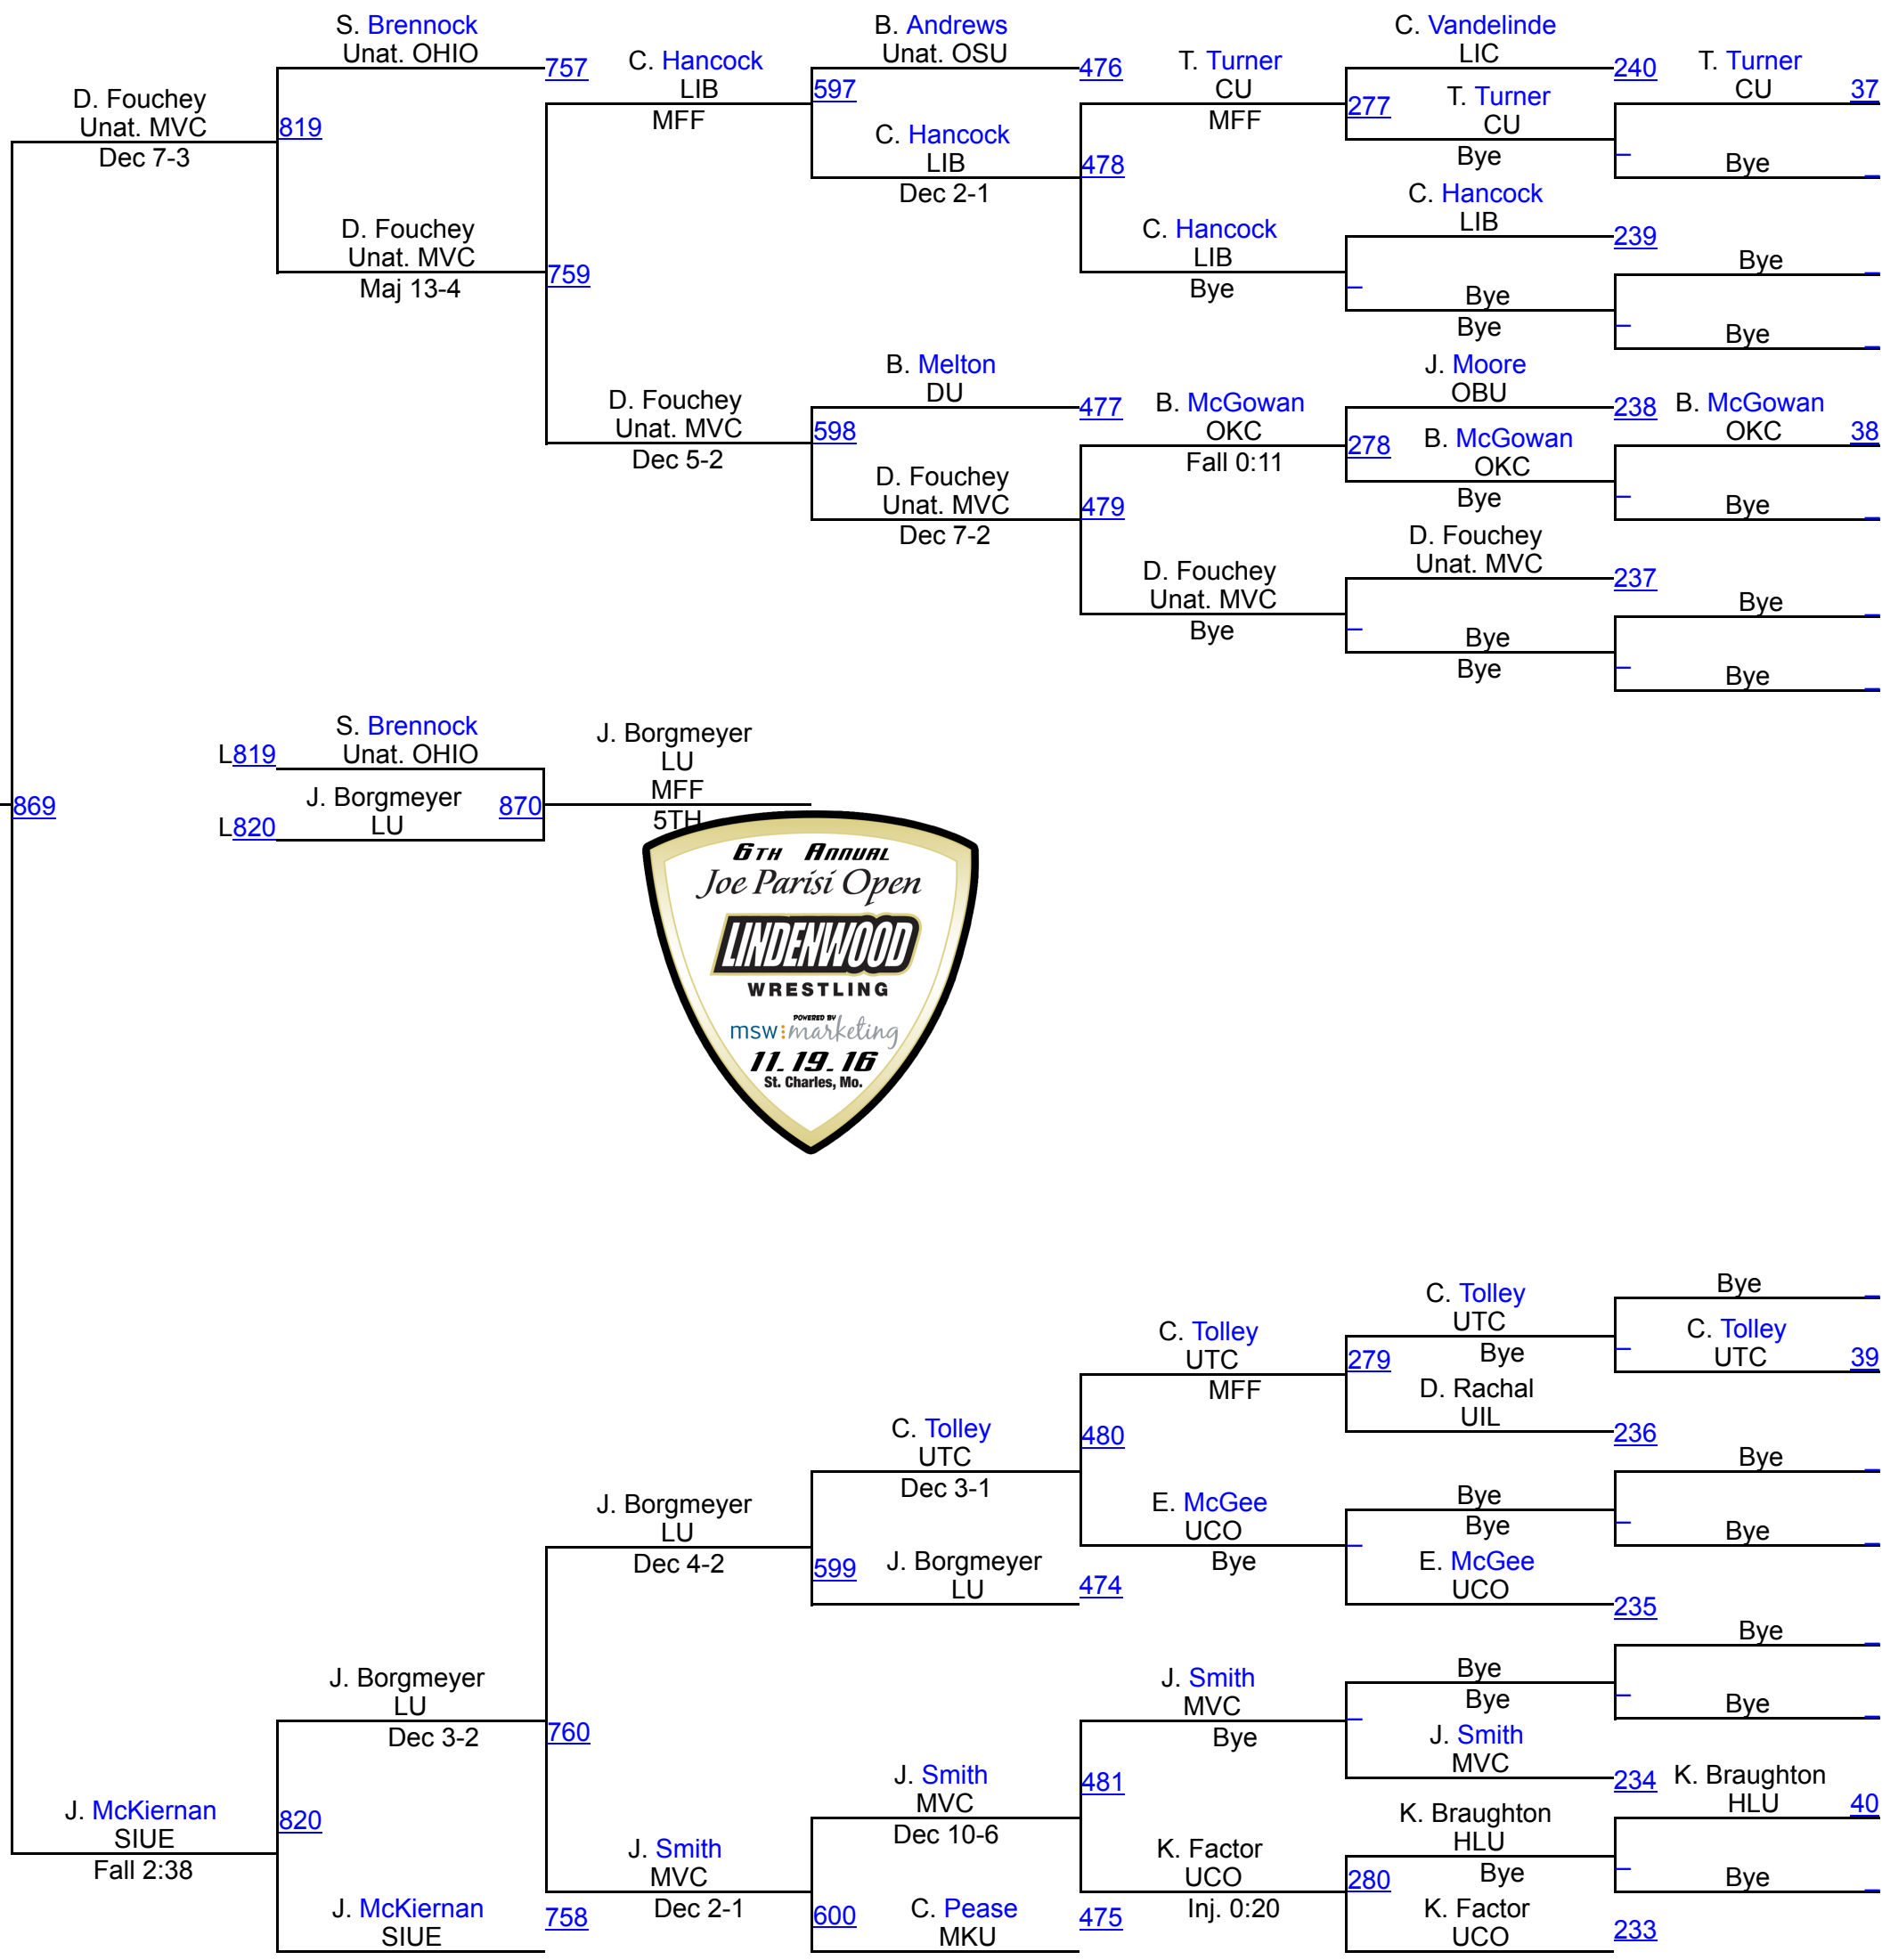 S. Brennock
Unat. OHIO
757
B. Andrews
Unat. OSU
476
C. Vandelinde
LIC
240
D. Fouchey
Unat. MVC
Dec 7-3
819
C. Hancock
LIB
MFF
597
T. Turner
CU
MFF
277
T. Turner
CU
Bye
T. Turner
CU
37
Bye
C. Hancock
LIB
Dec 2-1
478
C. Hancock
LIB
239
D. Fouchey
Unat. MVC
Maj 13-4
759
C. Hancock
LIB
Bye
Bye
Bye
Bye
Bye
B. Melton
DU
477
J. Moore
OBU
238
D. Fouchey
Unat. MVC
Dec 5-2
598
B. McGowan
OKC
Fall 0:11
278
B. McGowan
OKC
Bye
B. McGowan
OKC
38
Bye
D. Fouchey
Unat. MVC
Dec 7-2
479
D. Fouchey
Unat. MVC
237
D. Fouchey
Unat. MVC
Bye
Bye
Bye
Bye
Bye
869
L819
S. Brennock
Unat. OHIO
L820
J. Borgmeyer
LU
870
J. Borgmeyer
LU
MFF
5TH
6TH ANNUAL
Joe Parisi Open
LINDENWOOD
WRESTLING
POWERED BY
msw:marketing
11.19.16
St. Charles, Mo.
C. Tolley
UTC
MFF
279
C. Tolley
UTC
Bye
Bye
C. Tolley
UTC
39
D. Rachal
UIL
236
J. Borgmeyer
LU
Dec 4-2
C. Tolley
UTC
Dec 3-1
480
599
J. Borgmeyer
LU
474
E. McGee
UCO
Bye
Bye
Bye
Bye
Bye
E. McGee
UCO
235
J. Borgmeyer
LU
Dec 3-2
760
J. Smith
MVC
Bye
Bye
Bye
Bye
Bye
J. Smith
MVC
234
J. McKiernan
SIUE
Fall 2:38
820
J. Smith
MVC
Dec 2-1
J. Smith
MVC
Dec 10-6
481
K. Factor
UCO
Inj. 0:20
K. Braughton
HLU
Bye
K. Braughton
HLU
40
Bye
J. McKiernan
SIUE
758
600
C. Pease
MKU
475
280
K. Factor
UCO
233